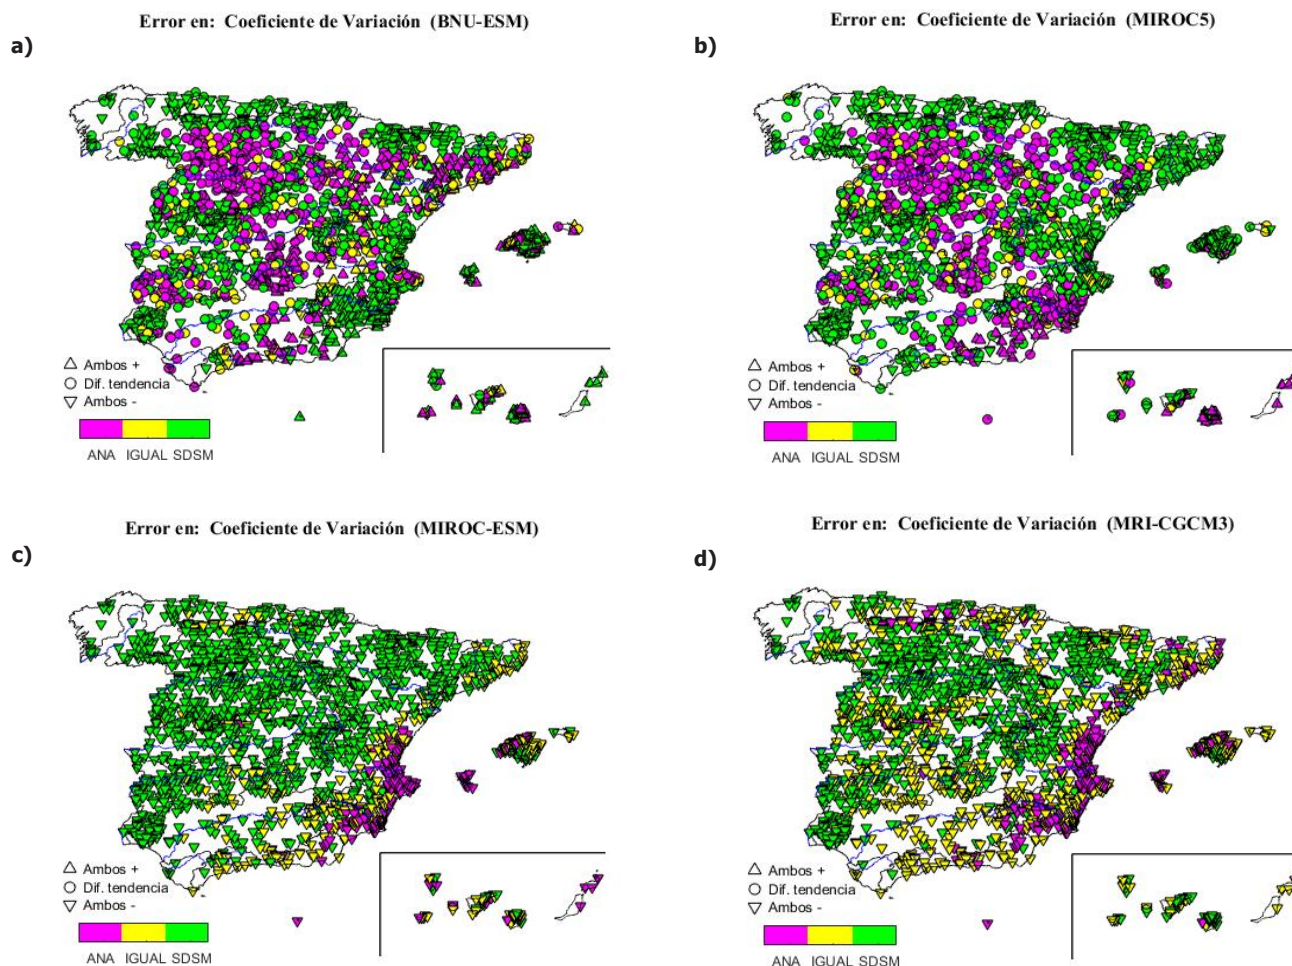 Error en: Coeficiente de Variación (BNU-ESM)
a)
Ambos +
Dif. tendencia
Ambos -
ANA IGUAL SDSM
Error en: Coeficiente de Variación (MIROC5)
b)
Ambos +
Dif. tendencia
Ambos -
ANA IGUAL SDSM
Error en: Coeficiente de Variación (MIROC-ESM)
c)
Ambos +
Dif. tendencia
Ambos -
ANA IGUAL SDSM
Error en: Coeficiente de Variación (MRI-CGCM3)
d)
Ambos +
Dif. tendencia
Ambos -
ANA IGUAL SDSM